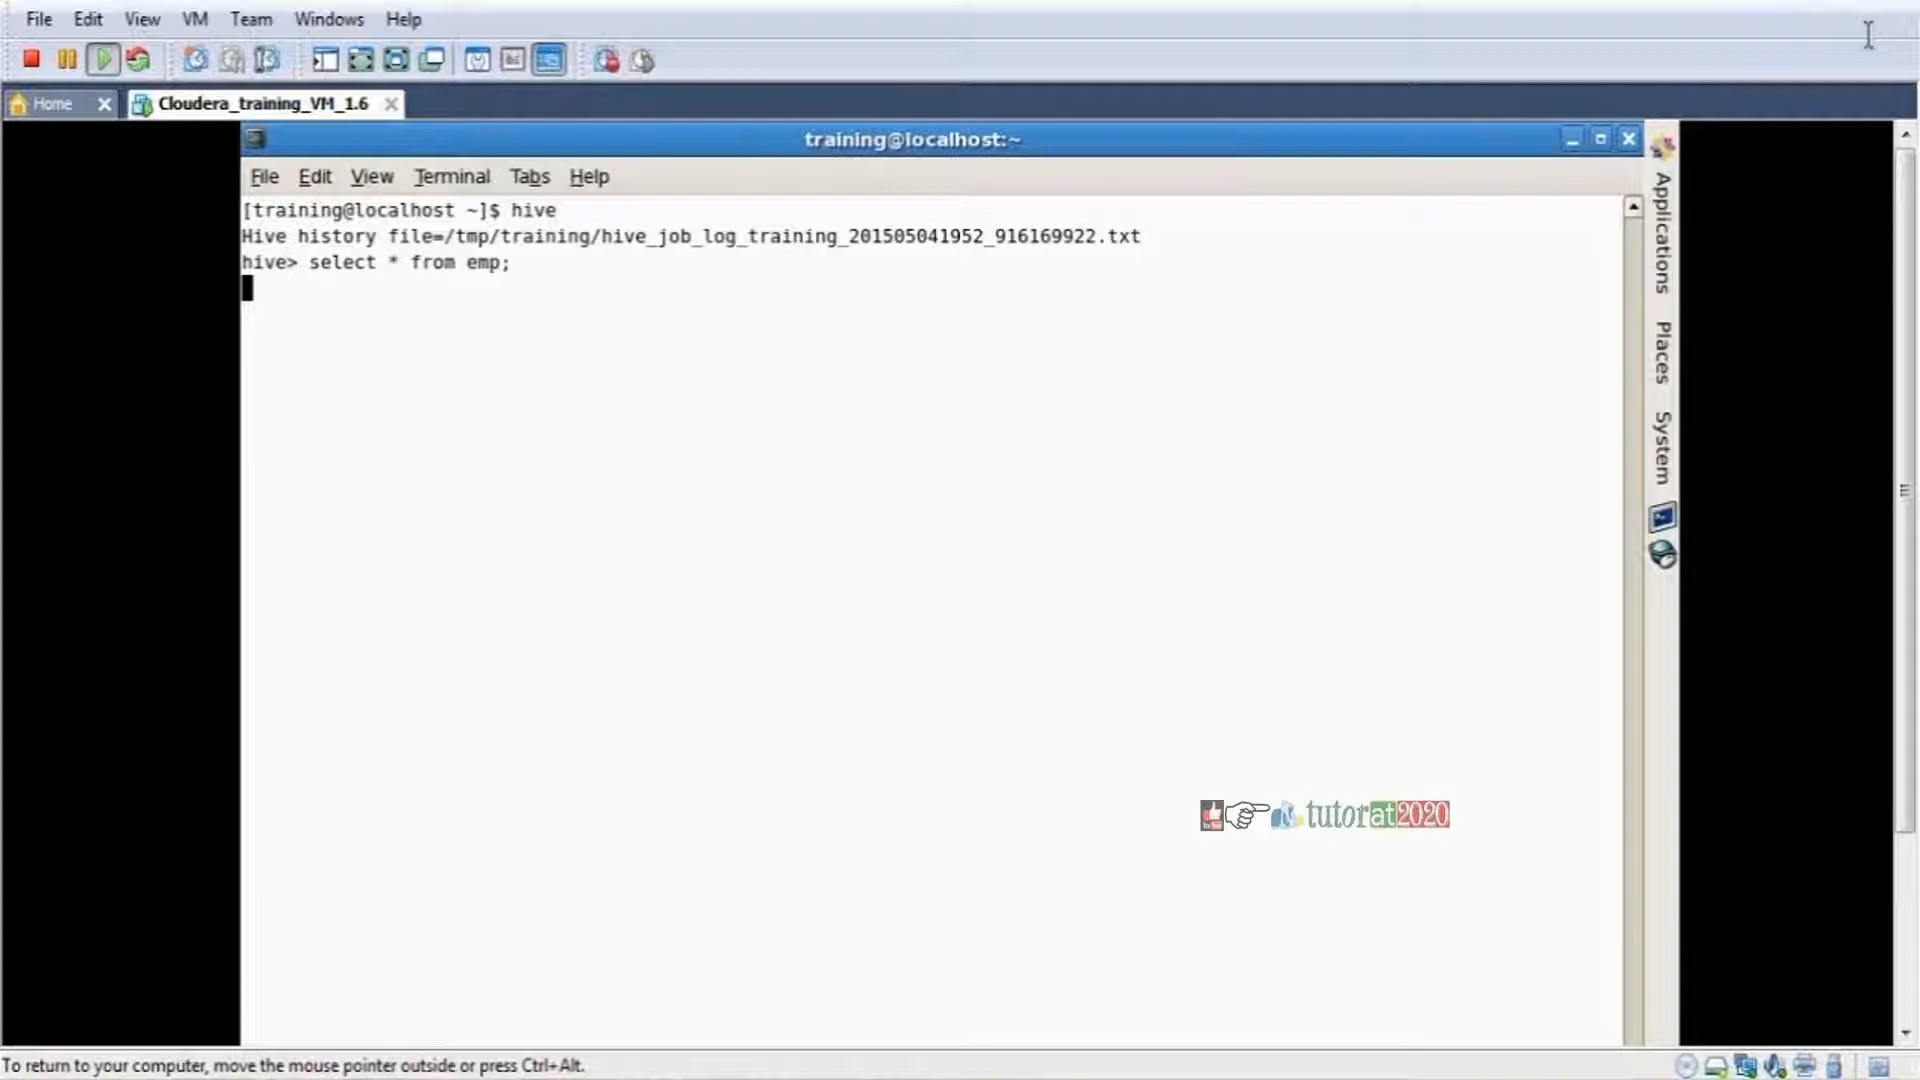 File Edit View VM Team Windows Help
Home
Cloudera_training_VM_1.6
training@localhost:~
File Edit View Terminal Tabs Help
[training@localhost ~]$ hive
Hive history file=/tmp/training/hive_job_log_training_201505041952_916169922.txt
hive> select * from emp;
Applications
Places
System
tutorat2020
To return to your computer, move the mouse pointer outside or press Ctrl+Alt.